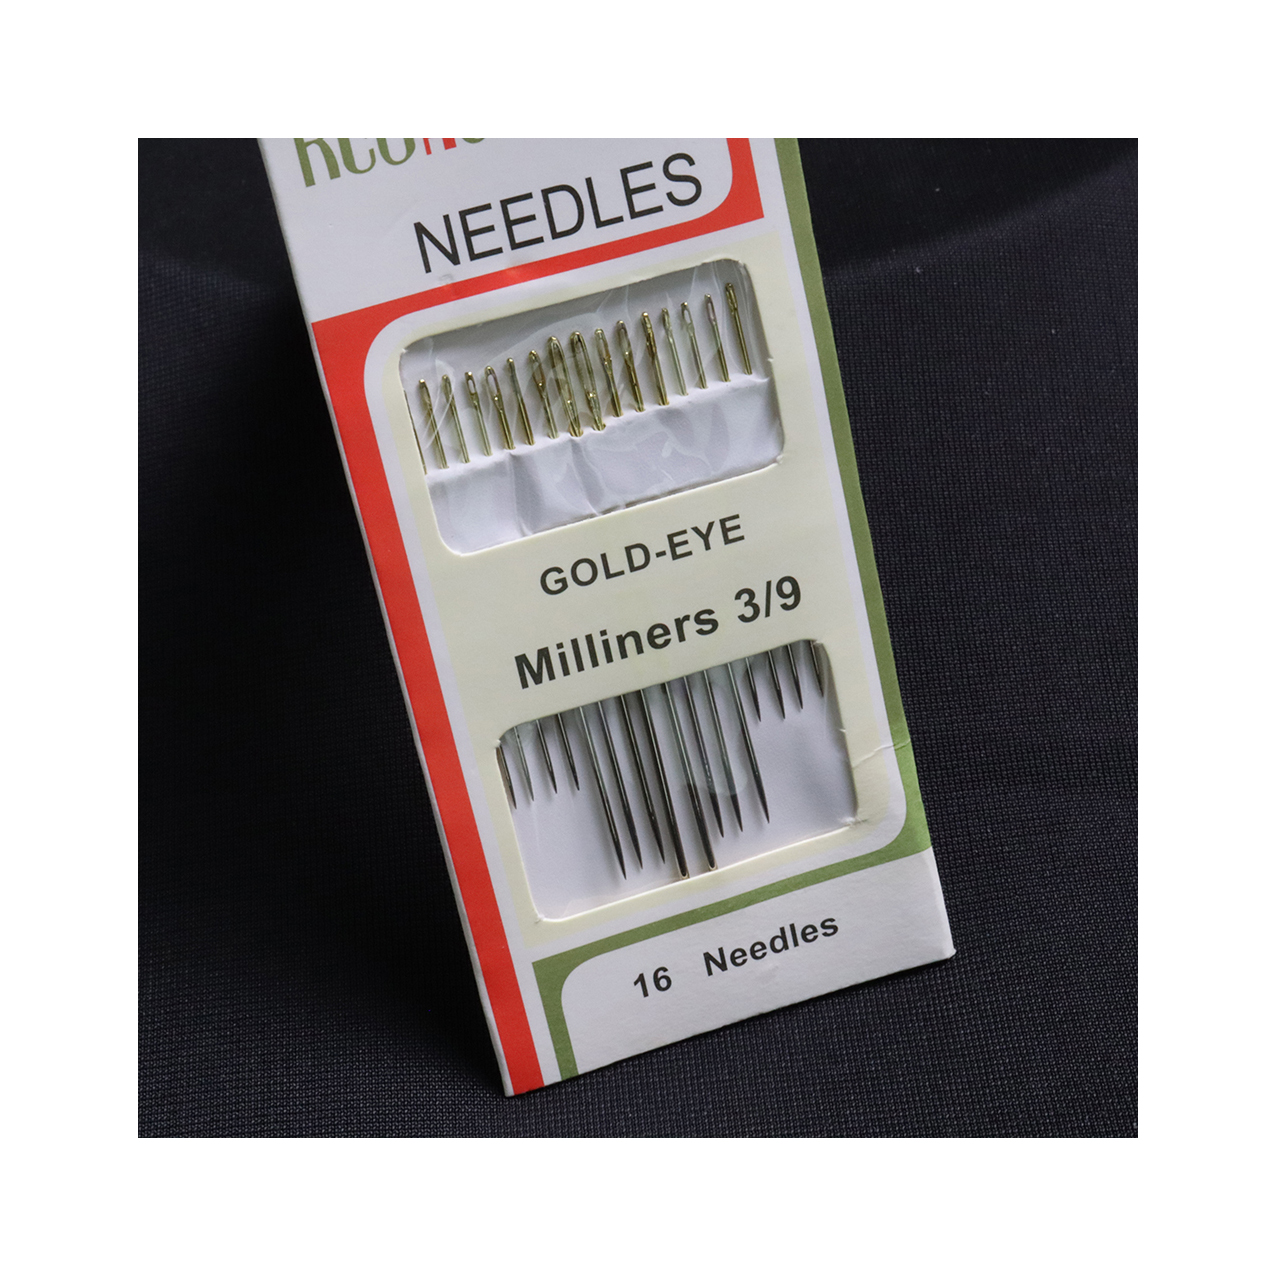 NEEDLES
GOLD-EYE
Milliners 3/9
16 Needles